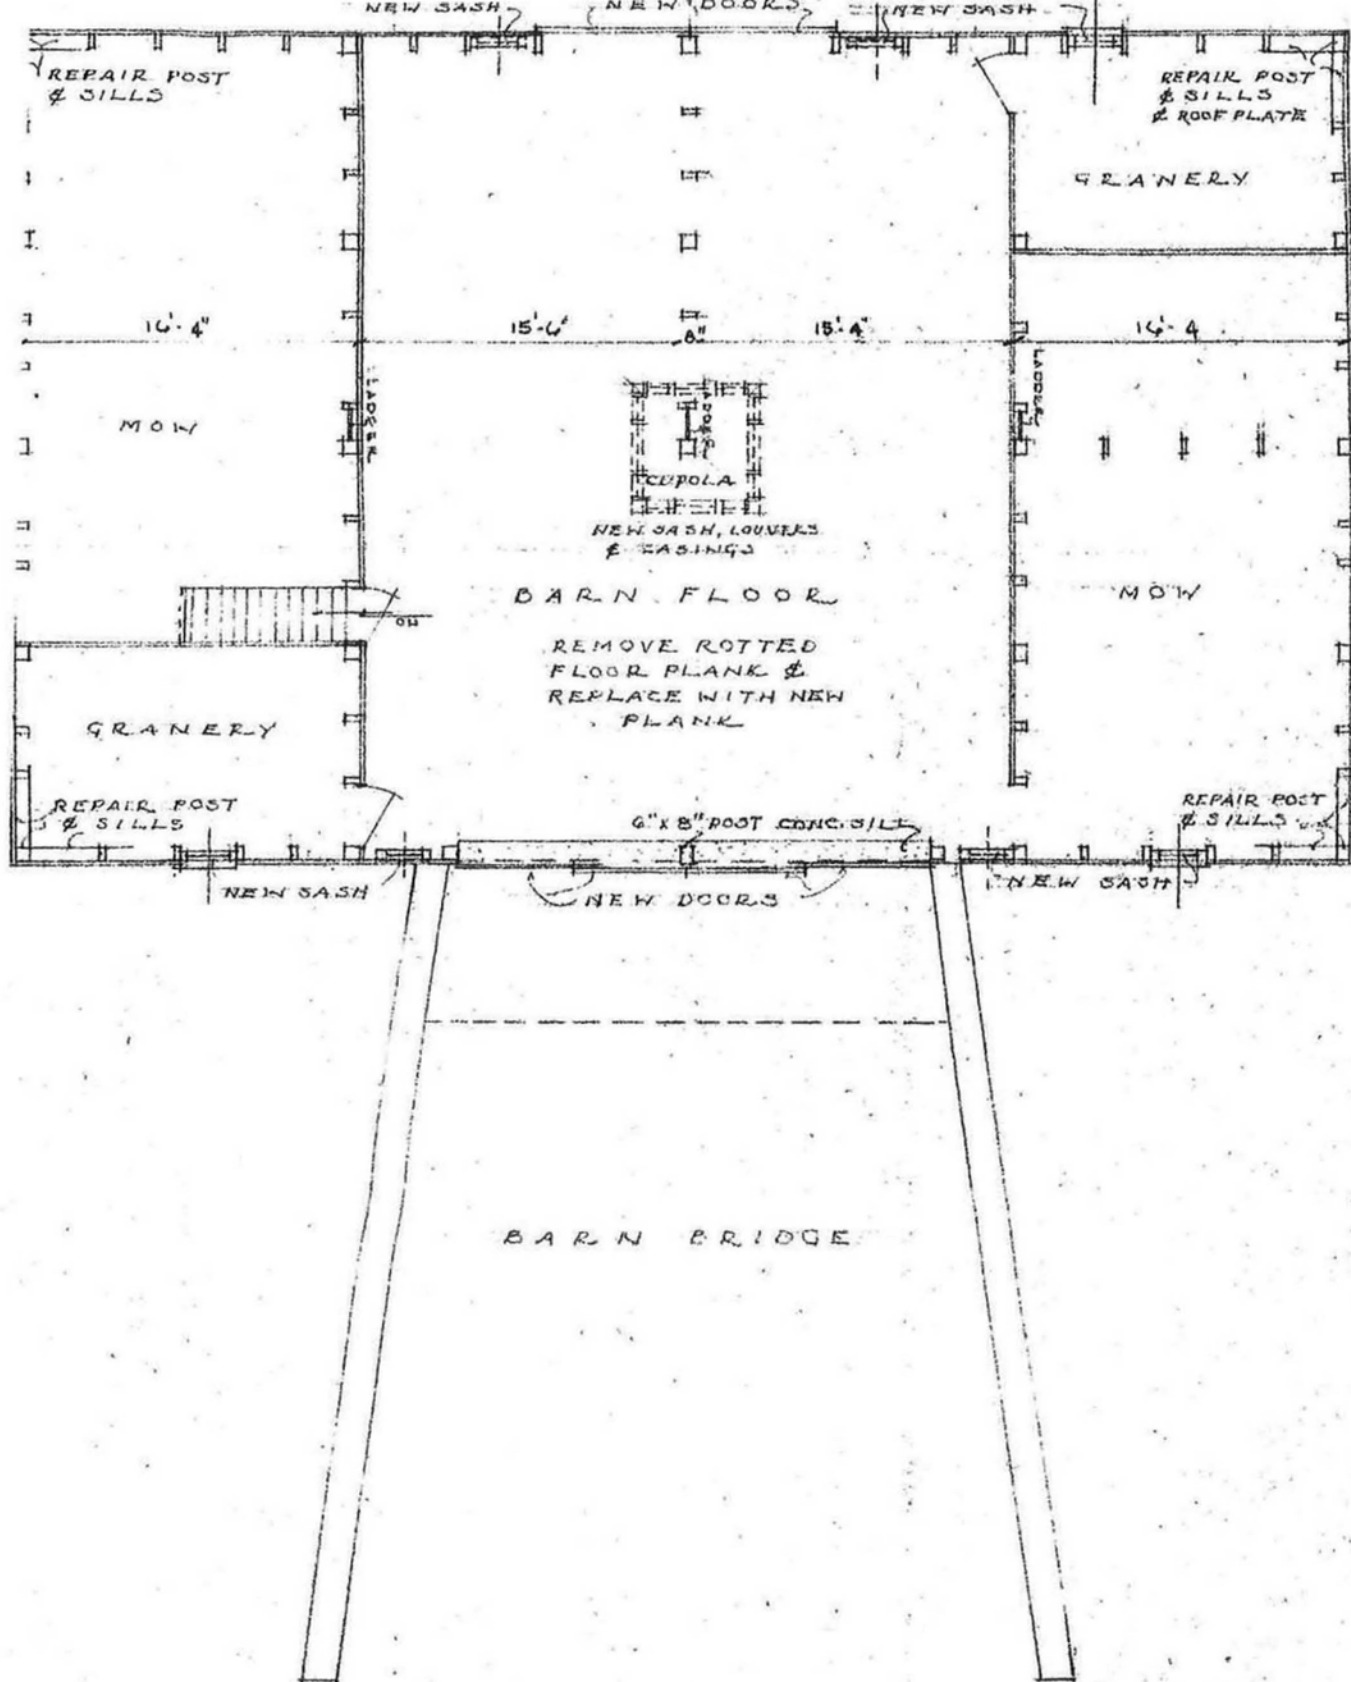 NEW SASH
NEW DOORS
NEW SASH
REPAIR POST
& SILLS
REPAIR POST
& SILLS
& ROOF PLATE
GRANERY
16'-4"
15'-6"
8"
15'-4"
16'-4
LADDER
LADDER
LADDER
MOW
CUPOLA
NEW SASH, LOUVERS
& CASINGS
BARN FLOOR
MOW
REMOVE ROTTED
FLOOR PLANK &
REPLACE WITH NEW
PLANK
GRANERY
REPAIR POST
& SILLS
6"x8" POST CONC. SILL
REPAIR POST
& SILLS
NEW SASH
NEW DOORS
NEW SASH
BARN BRIDGE